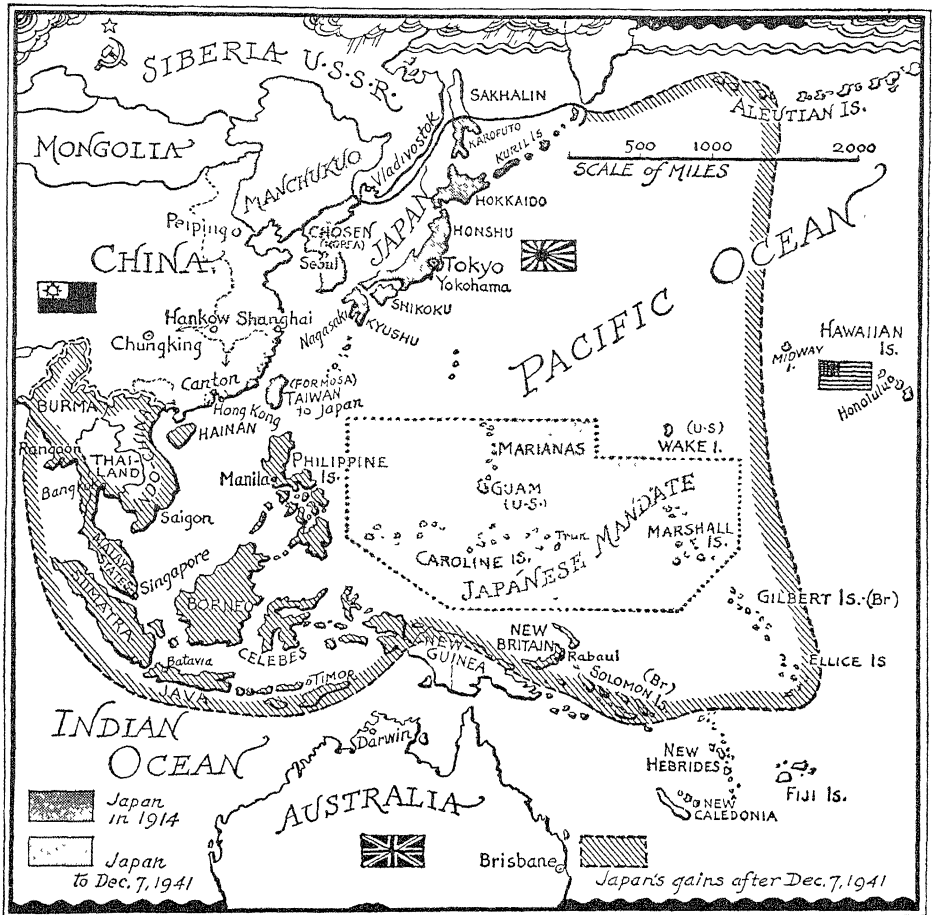 SIBERIA U.S.S.R.
MONGOLIA
MANCHUKUO
Vladivostok
SAKHALIN
KAROFUTO
KURIL IS
ALEUTIAN IS.
500 1000 2000
SCALE of MILES
HOKKAIDO
JAPAN
HONSHU
Peiping
CHOSEN
(KOREA)
Seoul
CHINA
Tokyo
Yokohama
SHIKOKU
KYUSHU
Nagasaki
PACIFIC OCEAN
Hankow Shanghai
Chungking
HAWAIIAN
IS.
MIDWAY
I.
Honolulu
Canton
Hong Kong
HAINAN
(FORMOSA)
TAIWAN
to Japan
BURMA
Rangoon
THAI-
LAND
Bangkok
INDO-CHINA
Saigon
PHILIPPINE
IS.
Manila
MARIANAS
GUAM
(U.S.)
(U-S)
WAKE I.
JAPANESE MANDATE
MARSHALL
IS.
Truk
CAROLINE IS.
MALAY
STATES
Singapore
SUMATRA
BORNEO
CELEBES
Batavia
JAVA
TIMOR
NEW
GUINEA
NEW
BRITAIN
Rabaul
SOLOMON IS
(Br)
GILBERT IS.-(Br)
ELLICE IS
INDIAN
OCEAN
Darwin
AUSTRALIA
Brisbane
NEW
HEBRIDES
NEW
CALEDONIA
FIJI IS.
Japan
in 1914
Japan
to Dec. 7, 1941
Japan's gains after Dec. 7, 1941